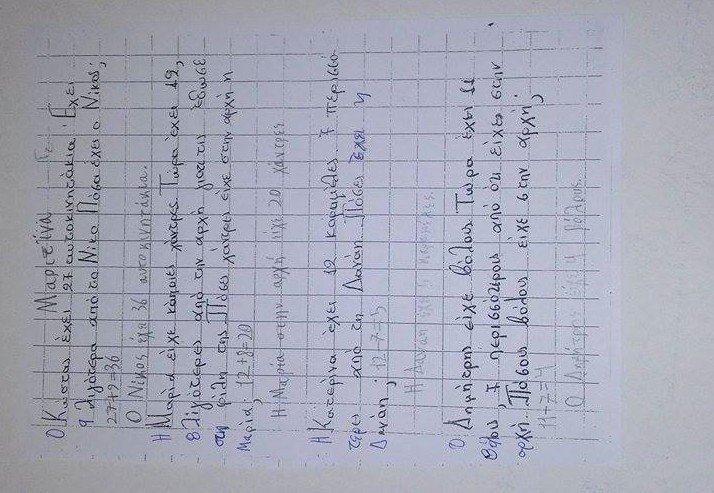 Μαριτίνα
Ο Κώστας έχει 27 αυτοκινητάκια. Έχει
9 λιγότερα από το Νίκο. Πόσα έχει ο Νίκος;
27+9=36
Ο Νίκος έχει 36 αυτοκινητάκια.
Η Μαρία είχε κάποιες χάντρες. Τώρα έχει 12,
8 λιγότερες από την αρχή γιατί τις έδωσε
στη φίλη της. Πόσες χάντρες είχε στην αρχή η
Μαρία; 12+8=20
Η Μαρία στην αρχή είχε 20 χάντρες
Η Κατερίνα έχει 12 καραμέλες, 7 περισσό-
τερες από τη Δανάη. Πόσες έχει η
Δανάη; 12-7=5
Η Δανάη έχει 5 καραμέλες.
Ο Δημήτρης είχε βόλους. Τώρα έχει 11
βόλους, 7 περισσότερους από ότι είχε στην
αρχή. Πόσους βόλους είχε στην αρχή;
11-7=4
Ο Δημήτρης είχε 4 βόλους.